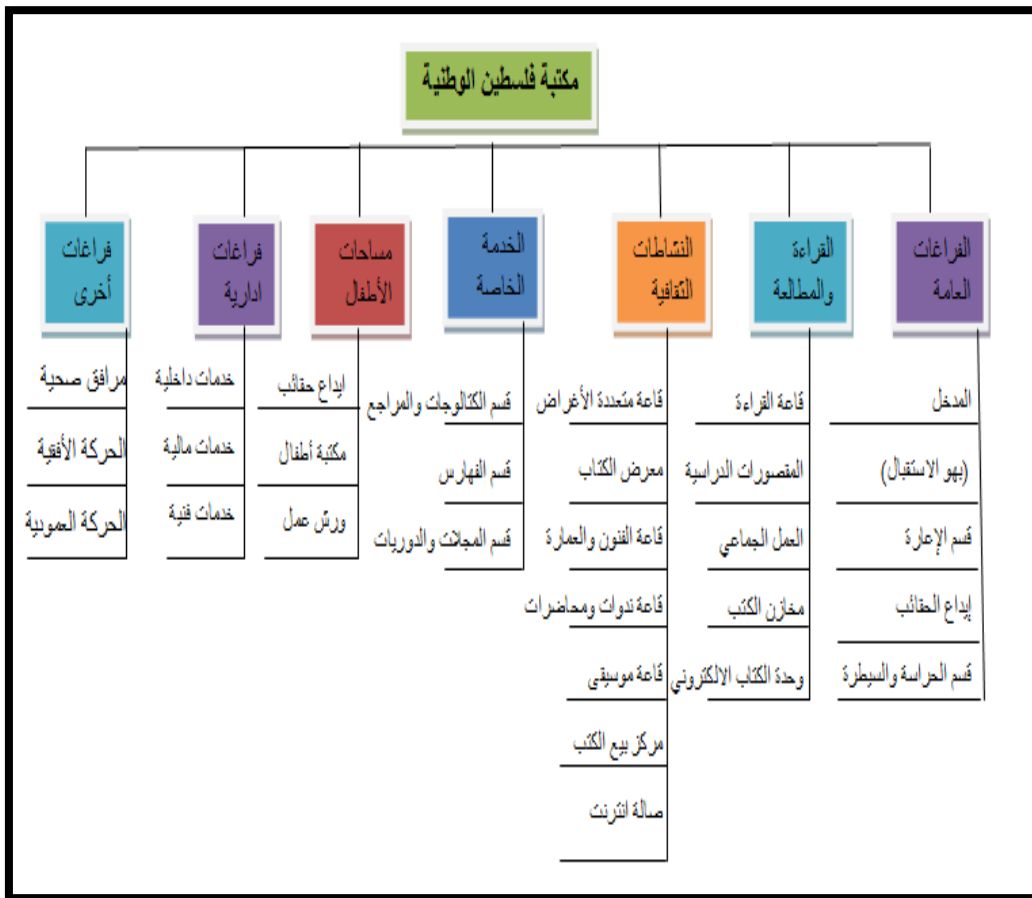 مكتبة فلسطين الوطنية
الفراغات
العامة
المدخل
(بهو الاستقبال)
قسم الإعارة
إيداع الحقائب
قسم الحراسة والسيطرة
القراءة
والمطالعة
قاعة القراءة
المقصورات الدراسية
العمل الجماعي
مخازن الكتب
وحدة الكتاب الالكتروني
النشاطات
الثقافية
قاعة متعددة الأغراض
معرض الكتاب
قاعة الفنون والعمارة
قاعة ندوات ومحاضرات
قاعة موسيقى
مركز بيع الكتب
صالة انترنت
الخدمة
الخاصة
قسم الكتالوجات والمراجع
قسم الفهارس
قسم المجلات والدوريات
مساحات
الأطفال
ايداع حقائب
مكتبة أطفال
ورش عمل
فراغات
ادارية
خدمات داخلية
خدمات مالية
خدمات فنية
فراغات
أخرى
مرافق صحية
الحركة الأفقية
الحركة العمودية